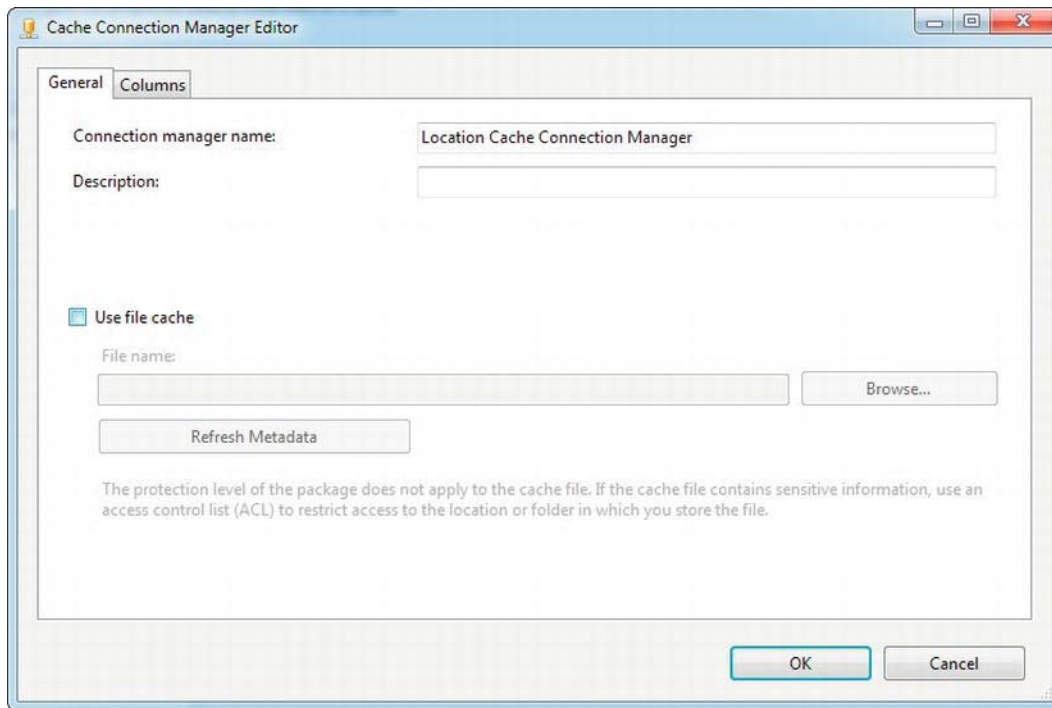 Cache Connection Manager Editor
General
Columns
Connection manager name:
Location Cache Connection Manager
Description:
Use file cache
File name:
Browse...
Refresh Metadata
The protection level of the package does not apply to the cache file. If the cache file contains sensitive information, use an
access control list (ACL) to restrict access to the location or folder in which you store the file.
OK
Cancel